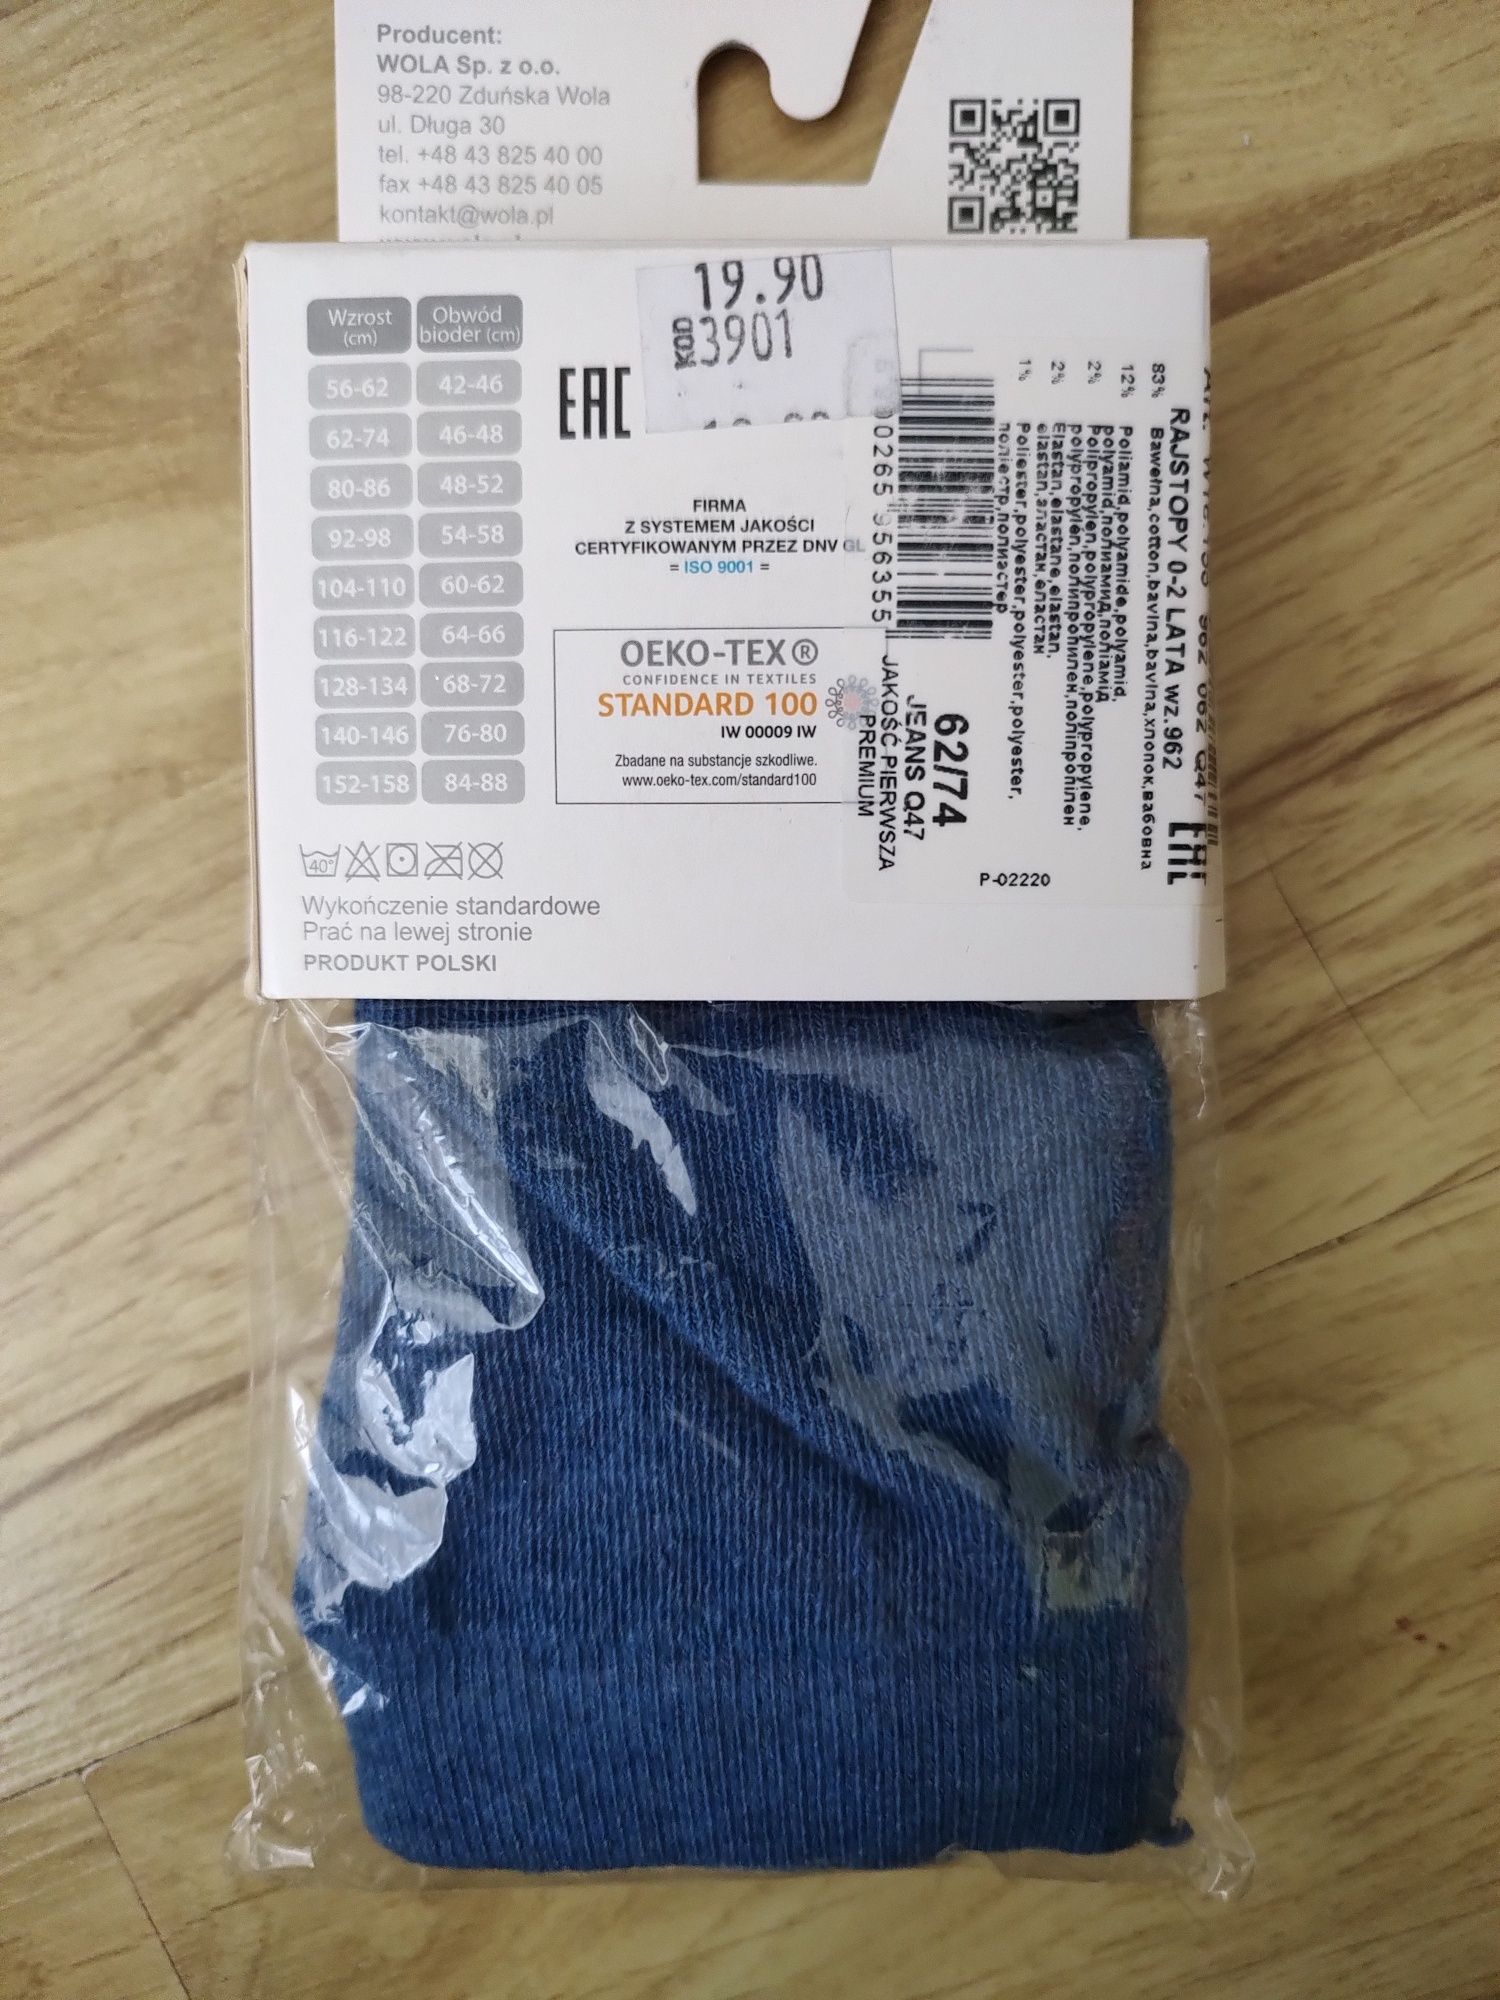 Producent:
WOLA Sp. z o.o.
98-220 Zduńska Wola
ul. Długa 30
tel. +48 43 825 40 00
fax +48 43 825 40 05
kontakt@wola.pl
Wzrost (cm) Obwód bioder (cm)
56-62 42-46
62-74 46-48
80-86 48-52
92-98 54-58
104-110 60-62
116-122 64-66
128-134 68-72
140-146 76-80
152-158 84-88
40°
Wykończenie standardowe
Prać na lewej stronie
PRODUKT POLSKI
19.90
KOD 3901
EAC
FIRMA
Z SYSTEMEM JAKOŚCI
CERTYFIKOWANYM PRZEZ DNV GL
= ISO 9001 =
OEKO-TEX®
CONFIDENCE IN TEXTILES
STANDARD 100
IW 00009 IW
Zbadane na substancje szkodliwe.
www.oeko-tex.com/standard100
RAJSTOPY 0-2 LATA wz.962
83% Bawełna,cotton,bavlna,bavlna,хлопок,бабовна
12% Poliamid,polyamide,polyamid,
polyamid,полиамид,поліамід
2% Polipropylen,polypropylene,polypropylene,
polypropylen,полипропилен,поліпропілен
2% Elastan,elastane,elastan,
elastan,эластан,еластан
1% Poliester,polyester,polyester,polyester,
поліестр,полиэстер
956355
62/74
JEANS Q47
JAKOŚĆ PIERWSZA
PREMIUM
P-02220